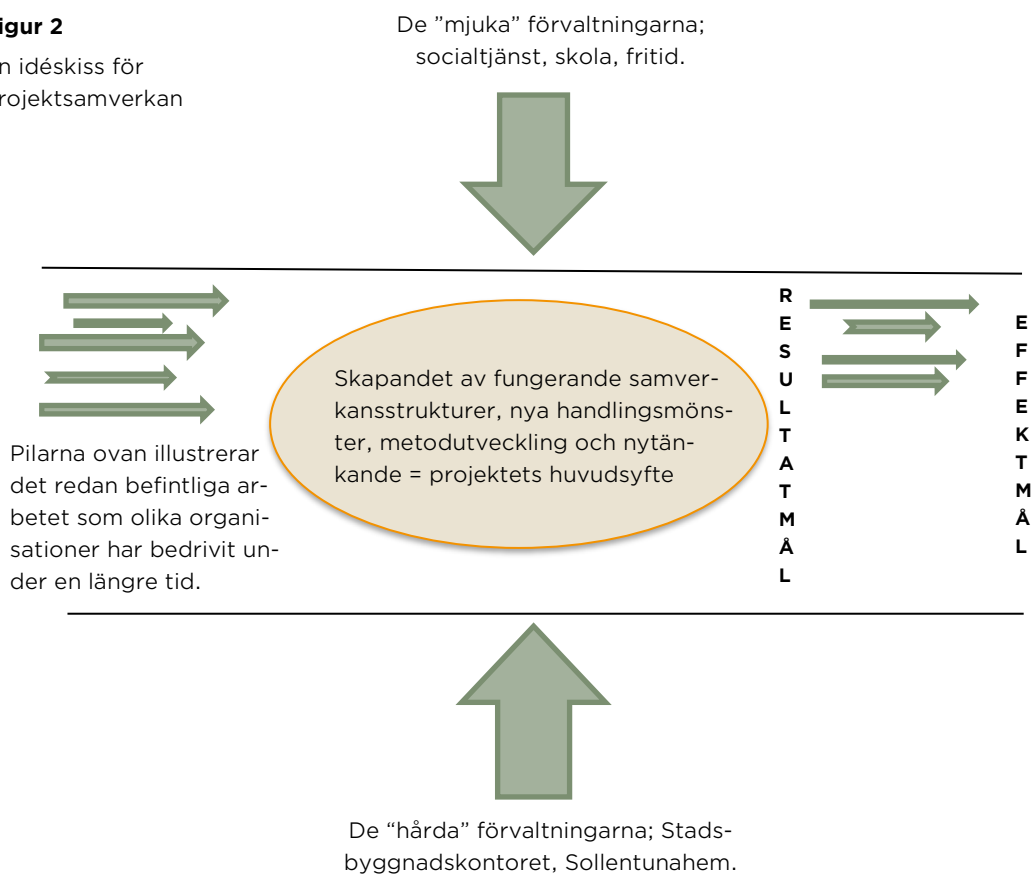 igur 2
n idéskiss för
rojektsamverkan
De ”mjuka” förvaltningarna;
socialtjänst, skola, fritid.
Pilarna ovan illustrerar
det redan befintliga ar-
betet som olika organi-
sationer har bedrivit un-
der en längre tid.
Skapandet av fungerande samver-
kansstrukturer, nya handlingsmöns-
ter, metodutveckling och nytän-
kande = projektets huvudsyfte
RESULTATMÅL
EFFEKTMÅL
De “hårda” förvaltningarna; Stads-
byggnadskontoret, Sollentunahem.